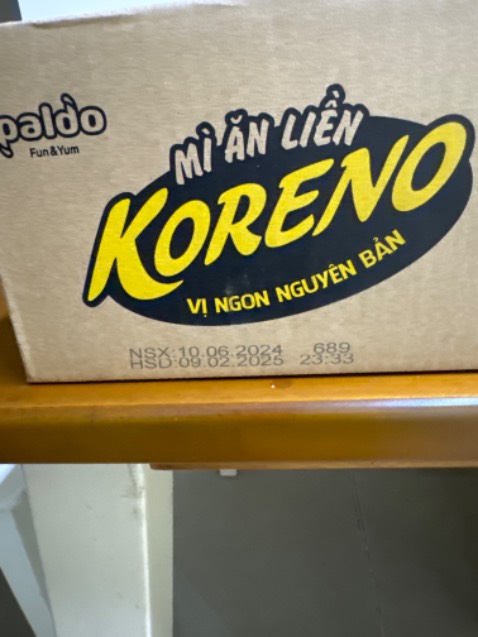 paldo
Fun&Yum
MÌ ĂN LIỀN
KORENO
VỊ NGON NGUYÊN BẢN
NSX:10.06.2024 689
HSD:09.02.2025 23:33